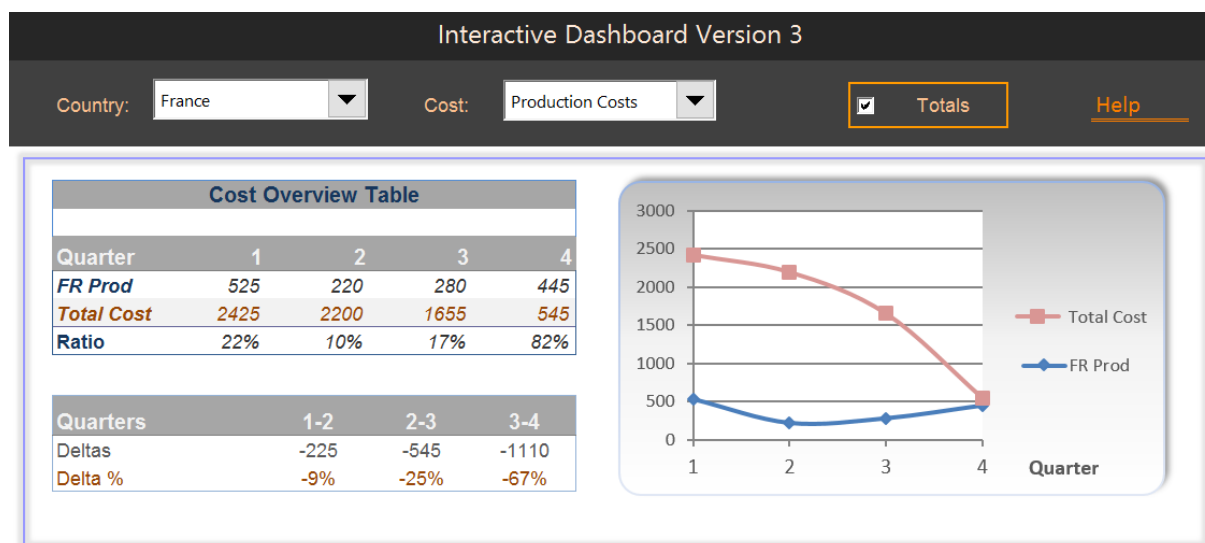 Interactive Dashboard Version 3
Country: France Cost: Production Costs Totals Help
Cost Overview Table
Quarter 1 2 3 4
FR Prod 525 220 280 445
Total Cost 2425 2200 1655 545
Ratio 22% 10% 17% 82%
Quarters 1-2 2-3 3-4
Deltas -225 -545 -1110
Delta % -9% -25% -67%
3000
2500
2000
1500
1000
500
0
1 2 3 4 Quarter
Total Cost
FR Prod